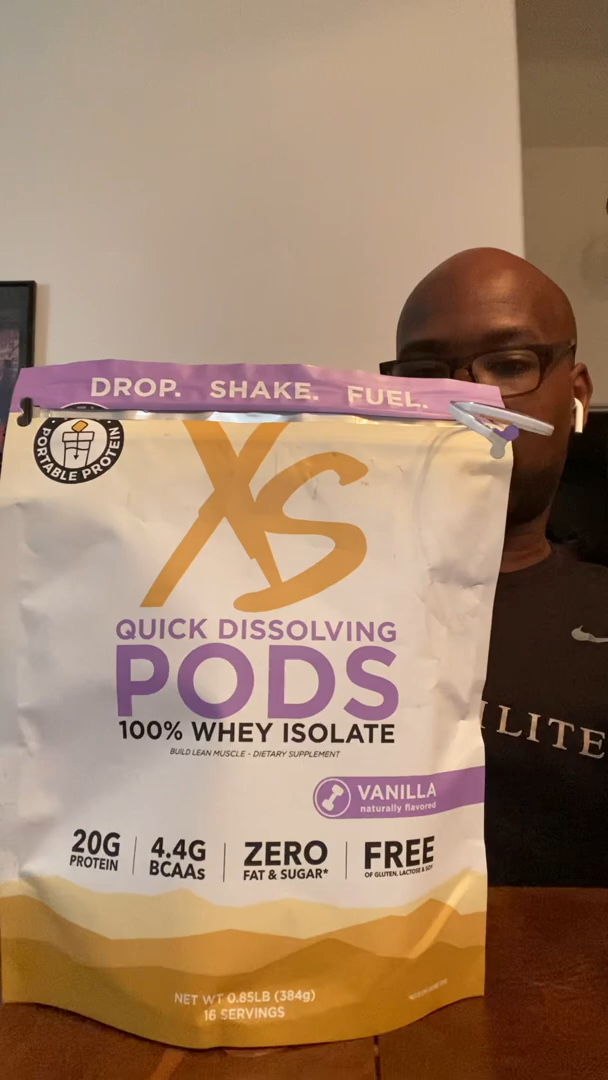 DROP. SHAKE. FUEL.
PORTABLE PROTEIN
XS
QUICK DISSOLVING
PODS
100% WHEY ISOLATE
BUILD LEAN MUSCLE - DIETARY SUPPLEMENT
VANILLA
naturally flavored
20G
PROTEIN
4.4G
BCAAs
ZERO
FAT & SUGAR*
FREE
OF GLUTEN, LACTOSE & SOY
NET WT 0.85LB (384g)
16 SERVINGS
ILITE